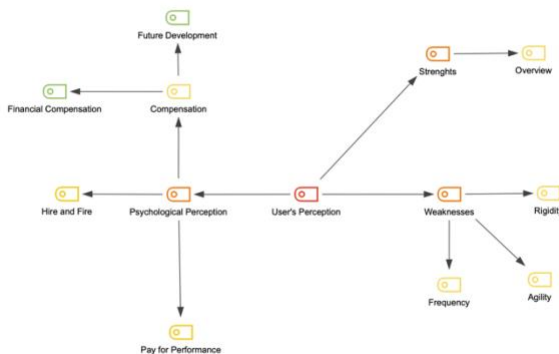 Future Development
Strenghts
Overview
Financial Compensation
Compensation
Hire and Fire
Psychological Perception
User's Perception
Weaknesses
Rigidit
Frequency
Agility
Pay for Performance